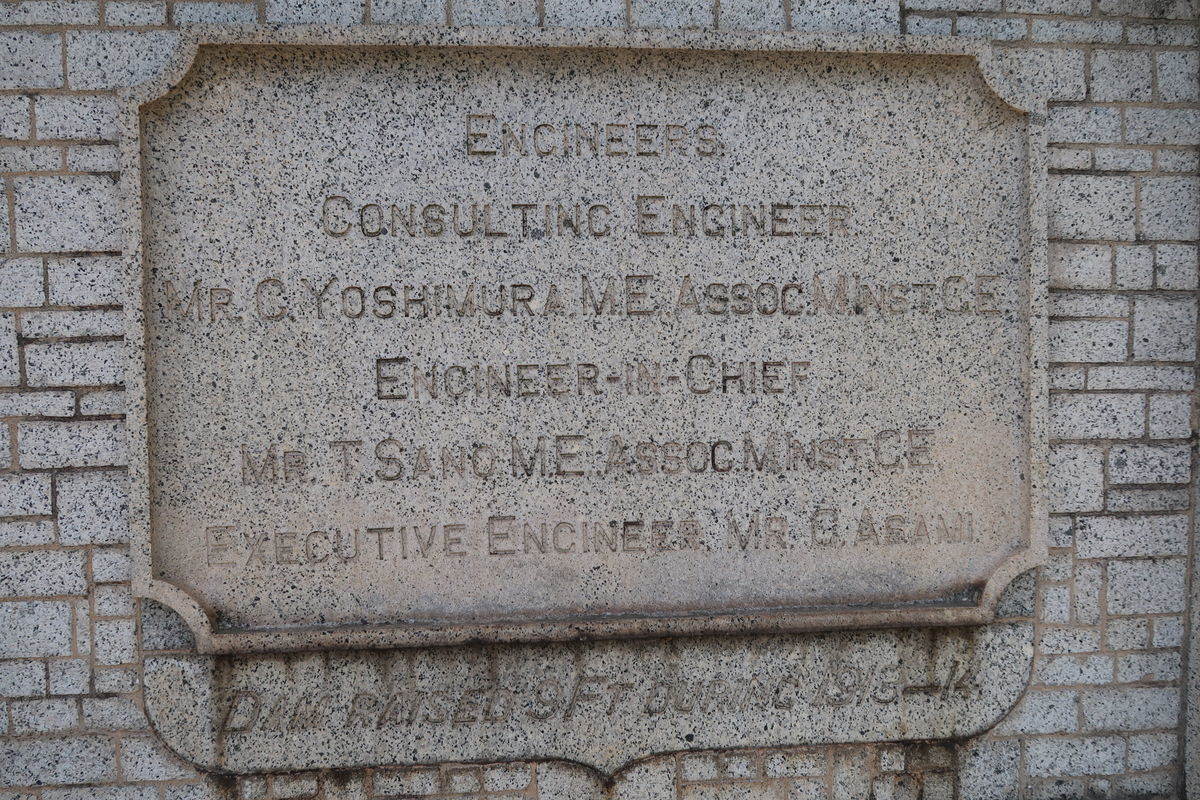 ENGINEERS.
CONSULTING ENGINEER
MR. C. YOSHIMURA. M.E. ASSOC. M. INST. C.E.
ENGINEER-IN-CHIEF
MR. T. SANO. M.E. ASSOC. M. INST. C.E.
EXECUTIVE ENGINEER, MR. C. ASAMI.
DAM RAISED 9FT DURING 1913-14